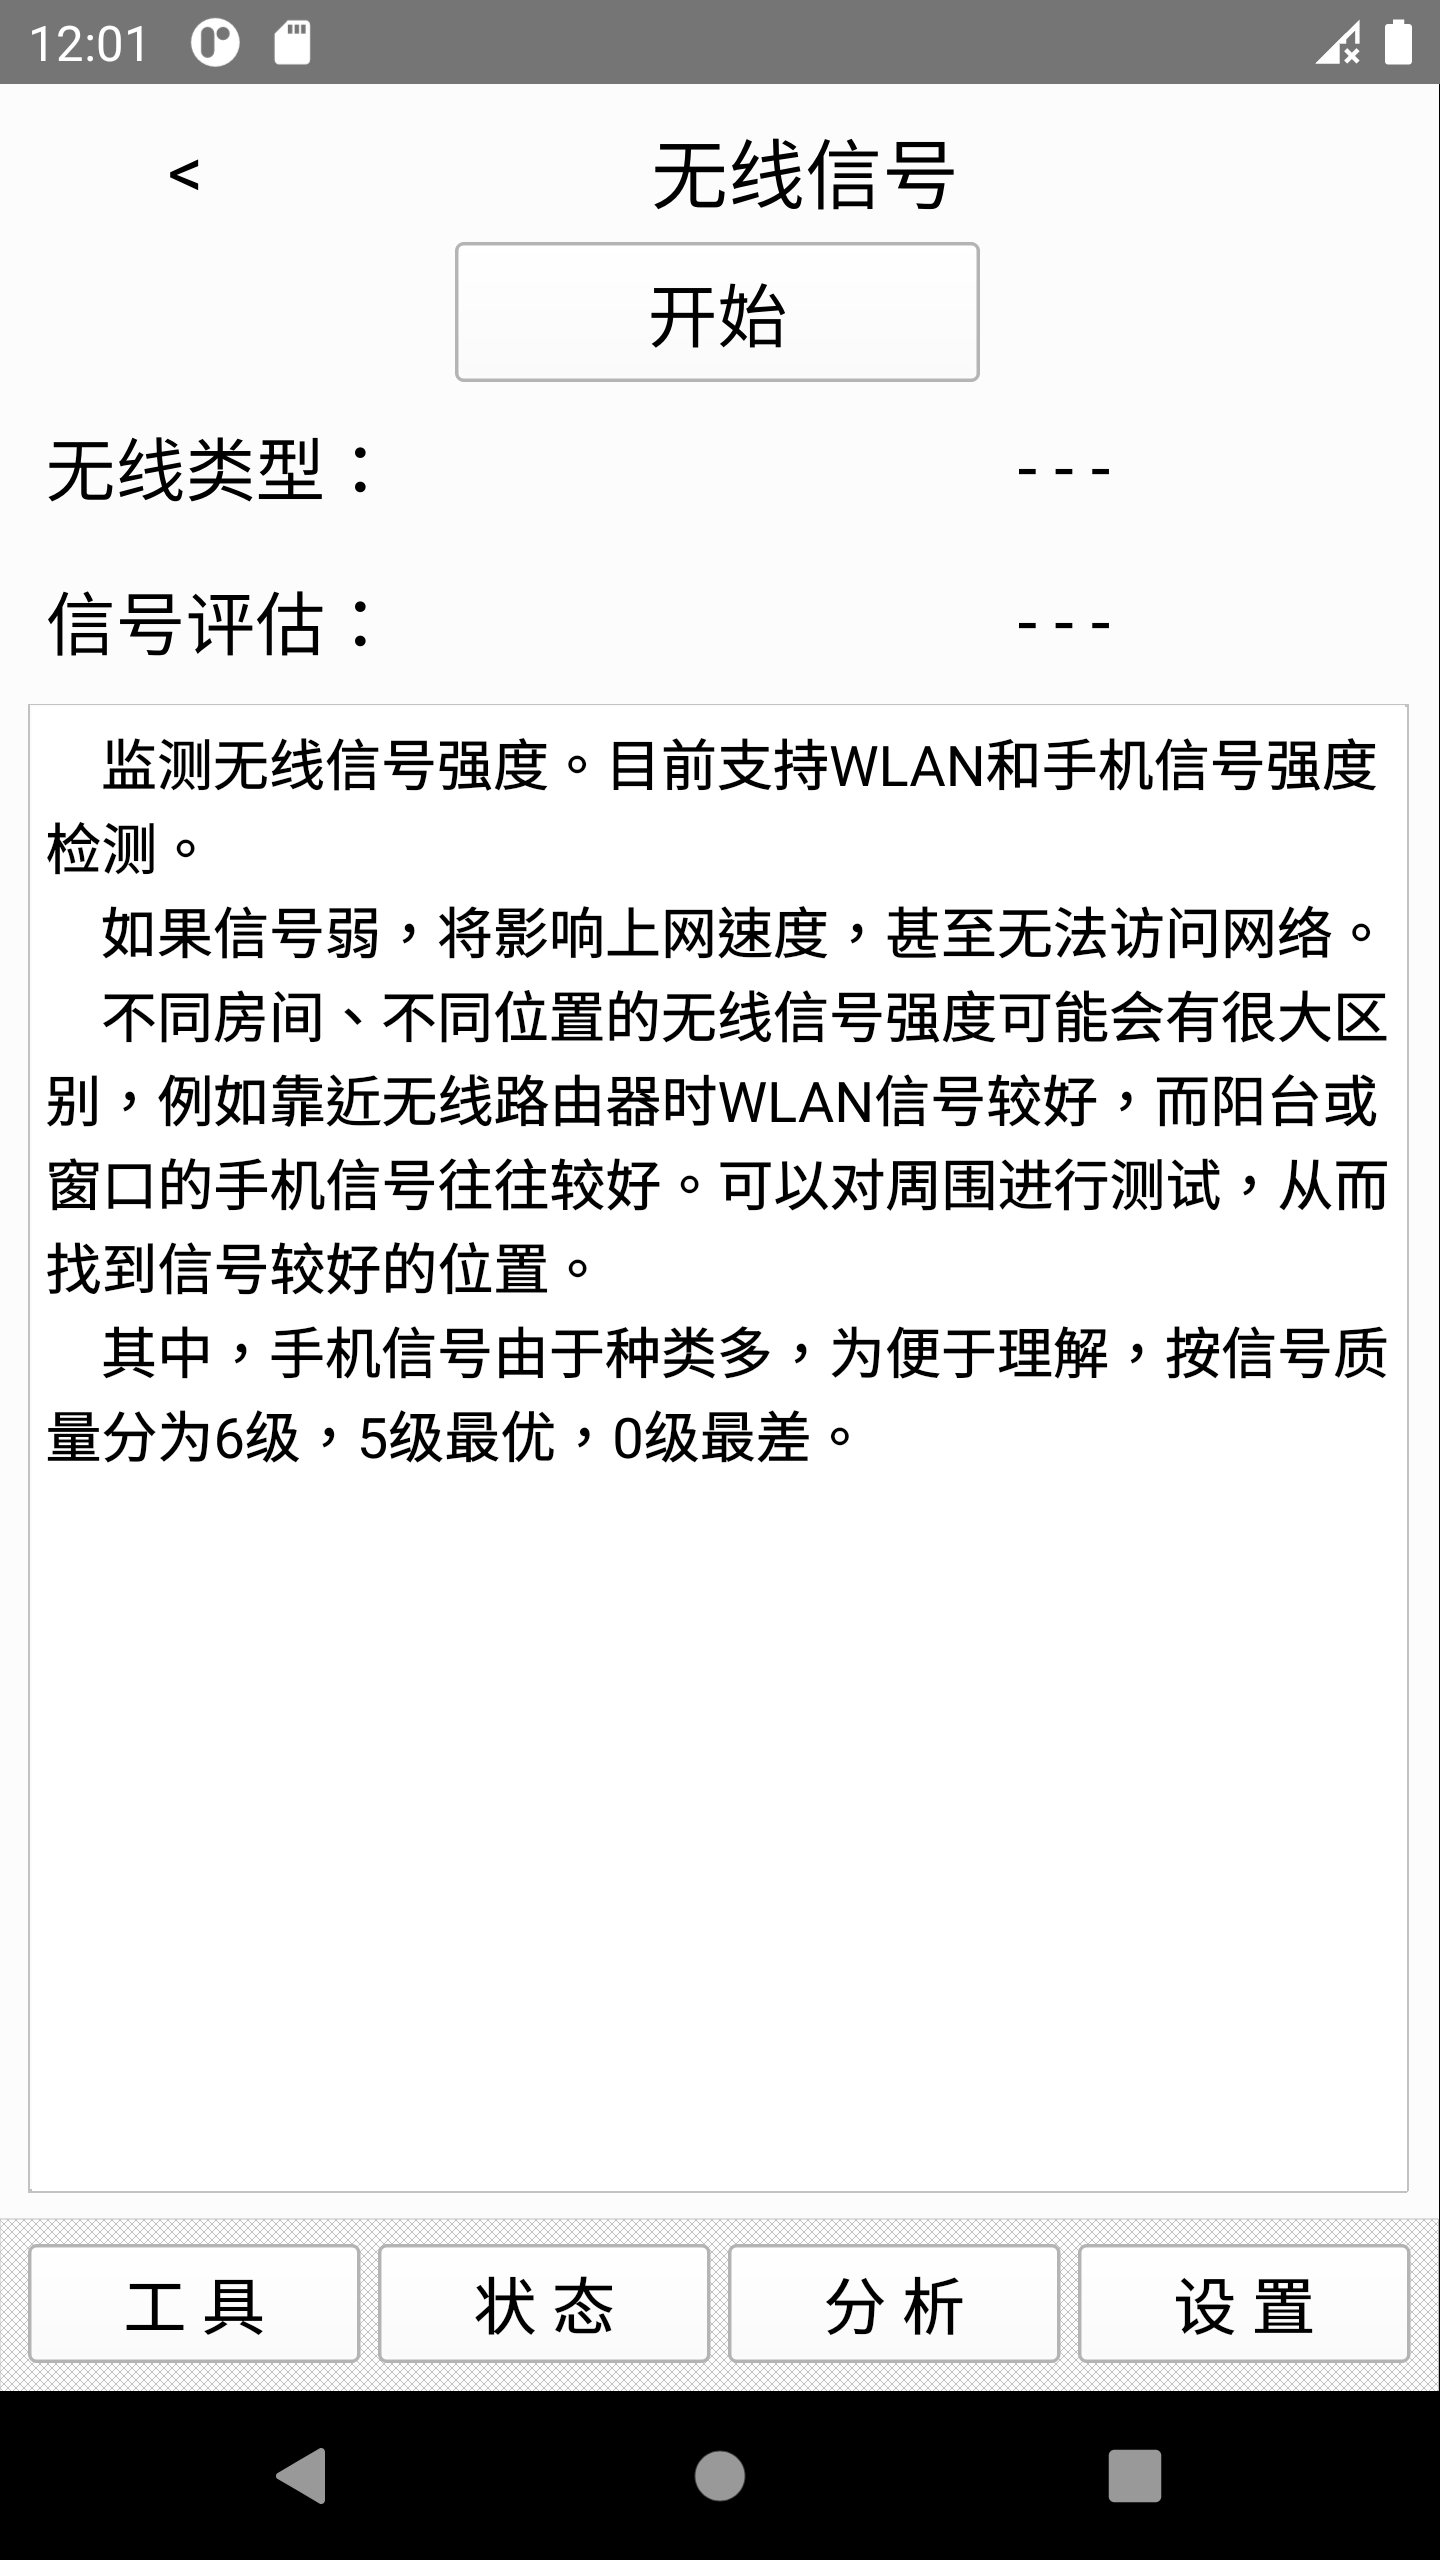 12:01
< 无线信号
开始
无线类型： ---
信号评估： ---
监测无线信号强度。目前支持WLAN和手机信号强度
检测。
如果信号弱，将影响上网速度，甚至无法访问网络。
不同房间、不同位置的无线信号强度可能会有很大区
别，例如靠近无线路由器时WLAN信号较好，而阳台或
窗口的手机信号往往较好。可以对周围进行测试，从而
找到信号较好的位置。
其中，手机信号由于种类多，为便于理解，按信号质
量分为6级，5级最优，0级最差。
工具 状态 分析 设置